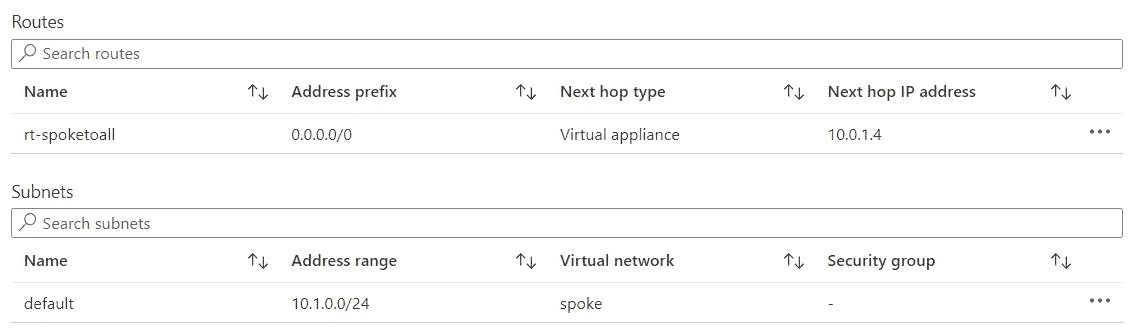 Routes
Search routes
Name Address prefix Next hop type Next hop IP address
rt-spoketoall 0.0.0.0/0 Virtual appliance 10.0.1.4
Subnets
Search subnets
Name Address range Virtual network Security group
default 10.1.0.0/24 spoke -